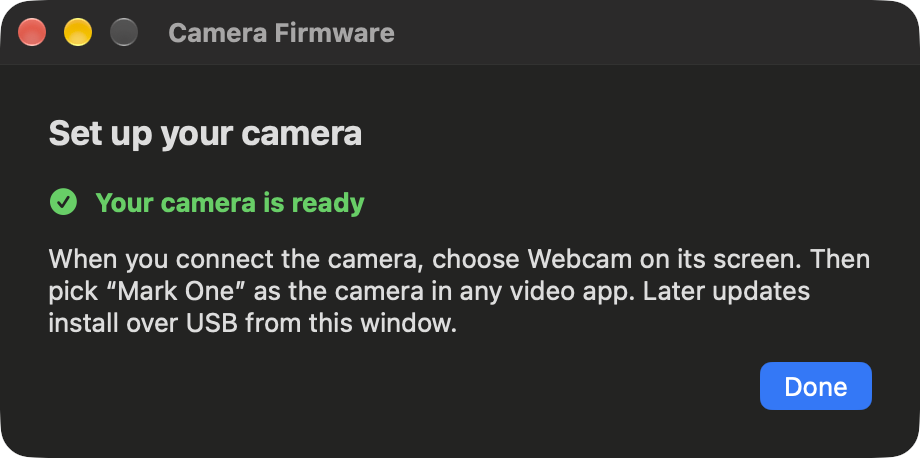 Camera Firmware
Set up your camera
Your camera is ready
When you connect the camera, choose Webcam on its screen. Then
pick “Mark One” as the camera in any video app. Later updates
install over USB from this window.
Done